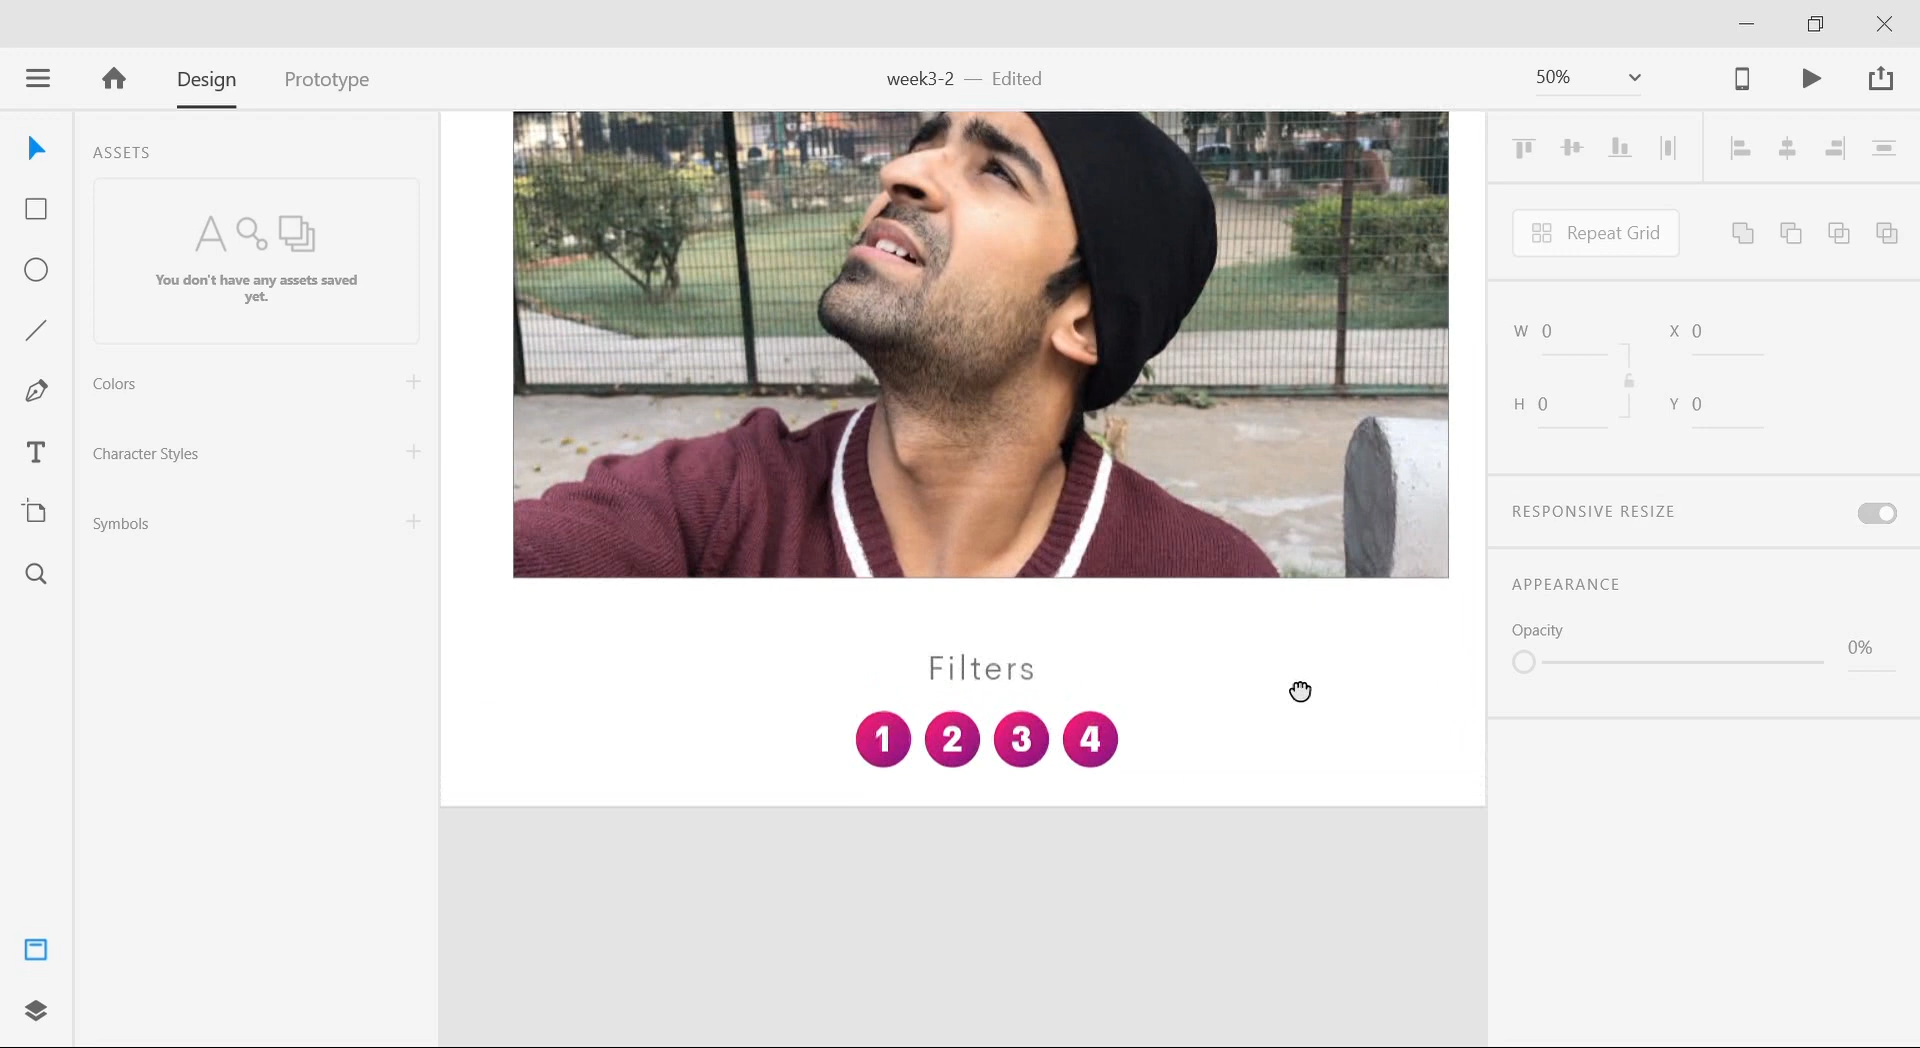 Design
Prototype
week3-2 — Edited
50%
ASSETS
You don't have any assets saved
yet.
Colors
Character Styles
Symbols
Filters
1 2 3 4
Repeat Grid
W 0
X 0
H 0
Y 0
RESPONSIVE RESIZE
APPEARANCE
Opacity
0%